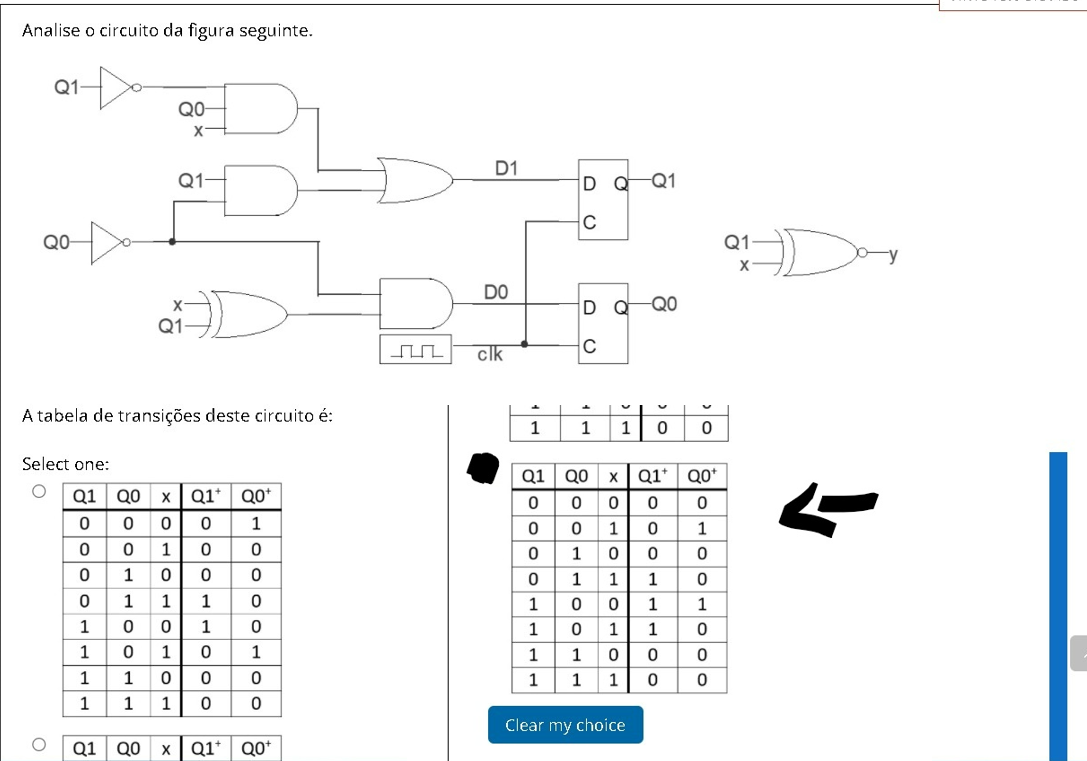 Analise o circuito da figura seguinte.
Q1
Q0
x
Q1
D1
D Q
Q1
C
Q0
Q1
x
y
x
Q1
D0
D Q
Q0
C
clk
A tabela de transições deste circuito é:
Select one:
Q1 Q0 x Q1⁺ Q0⁺
0 0 0 0 1
0 0 1 0 0
0 1 0 0 0
0 1 1 1 0
1 0 0 1 0
1 0 1 0 1
1 1 0 0 0
1 1 1 0 0
Q1 Q0 x Q1⁺ Q0⁺
1 1 1 0 0
Q1 Q0 x Q1⁺ Q0⁺
0 0 0 0 0
0 0 1 0 1
0 1 0 0 0
0 1 1 1 0
1 0 0 1 1
1 0 1 1 0
1 1 0 0 0
1 1 1 0 0
Clear my choice